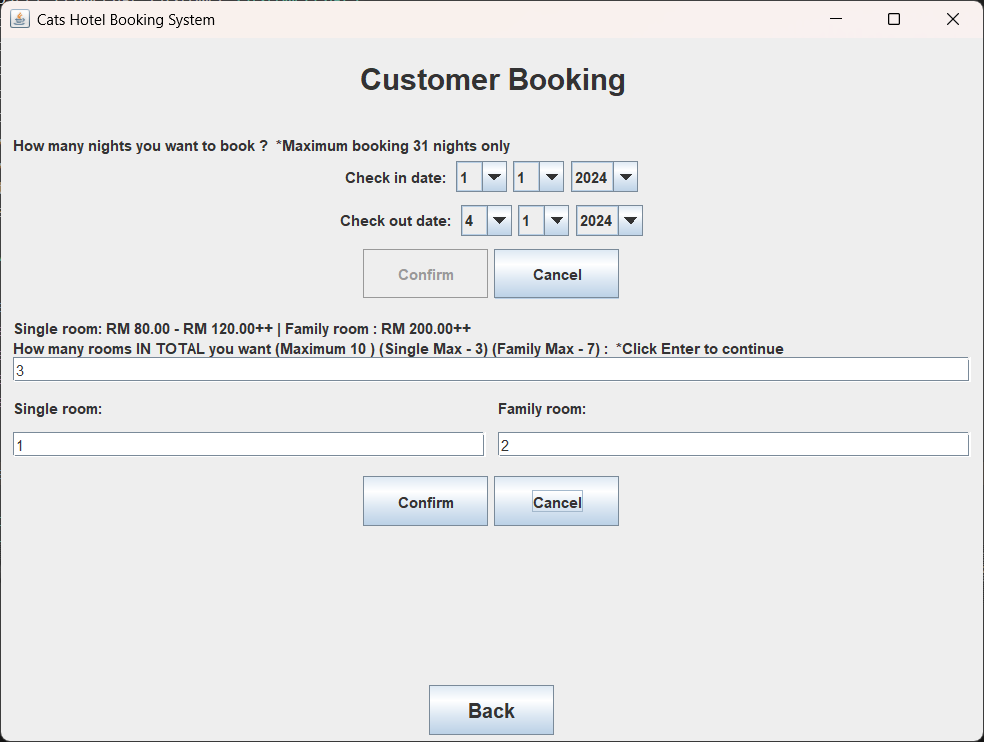 Cats Hotel Booking System
Customer Booking
How many nights you want to book ?  *Maximum booking 31 nights only
Check in date: 1 1 2024
Check out date: 4 1 2024
Confirm Cancel
Single room: RM 80.00 - RM 120.00++ | Family room : RM 200.00++
How many rooms IN TOTAL you want (Maximum 10 ) (Single Max - 3) (Family Max - 7) :  *Click Enter to continue
3
Single room: Family room:
1 2
Confirm Cancel
Back